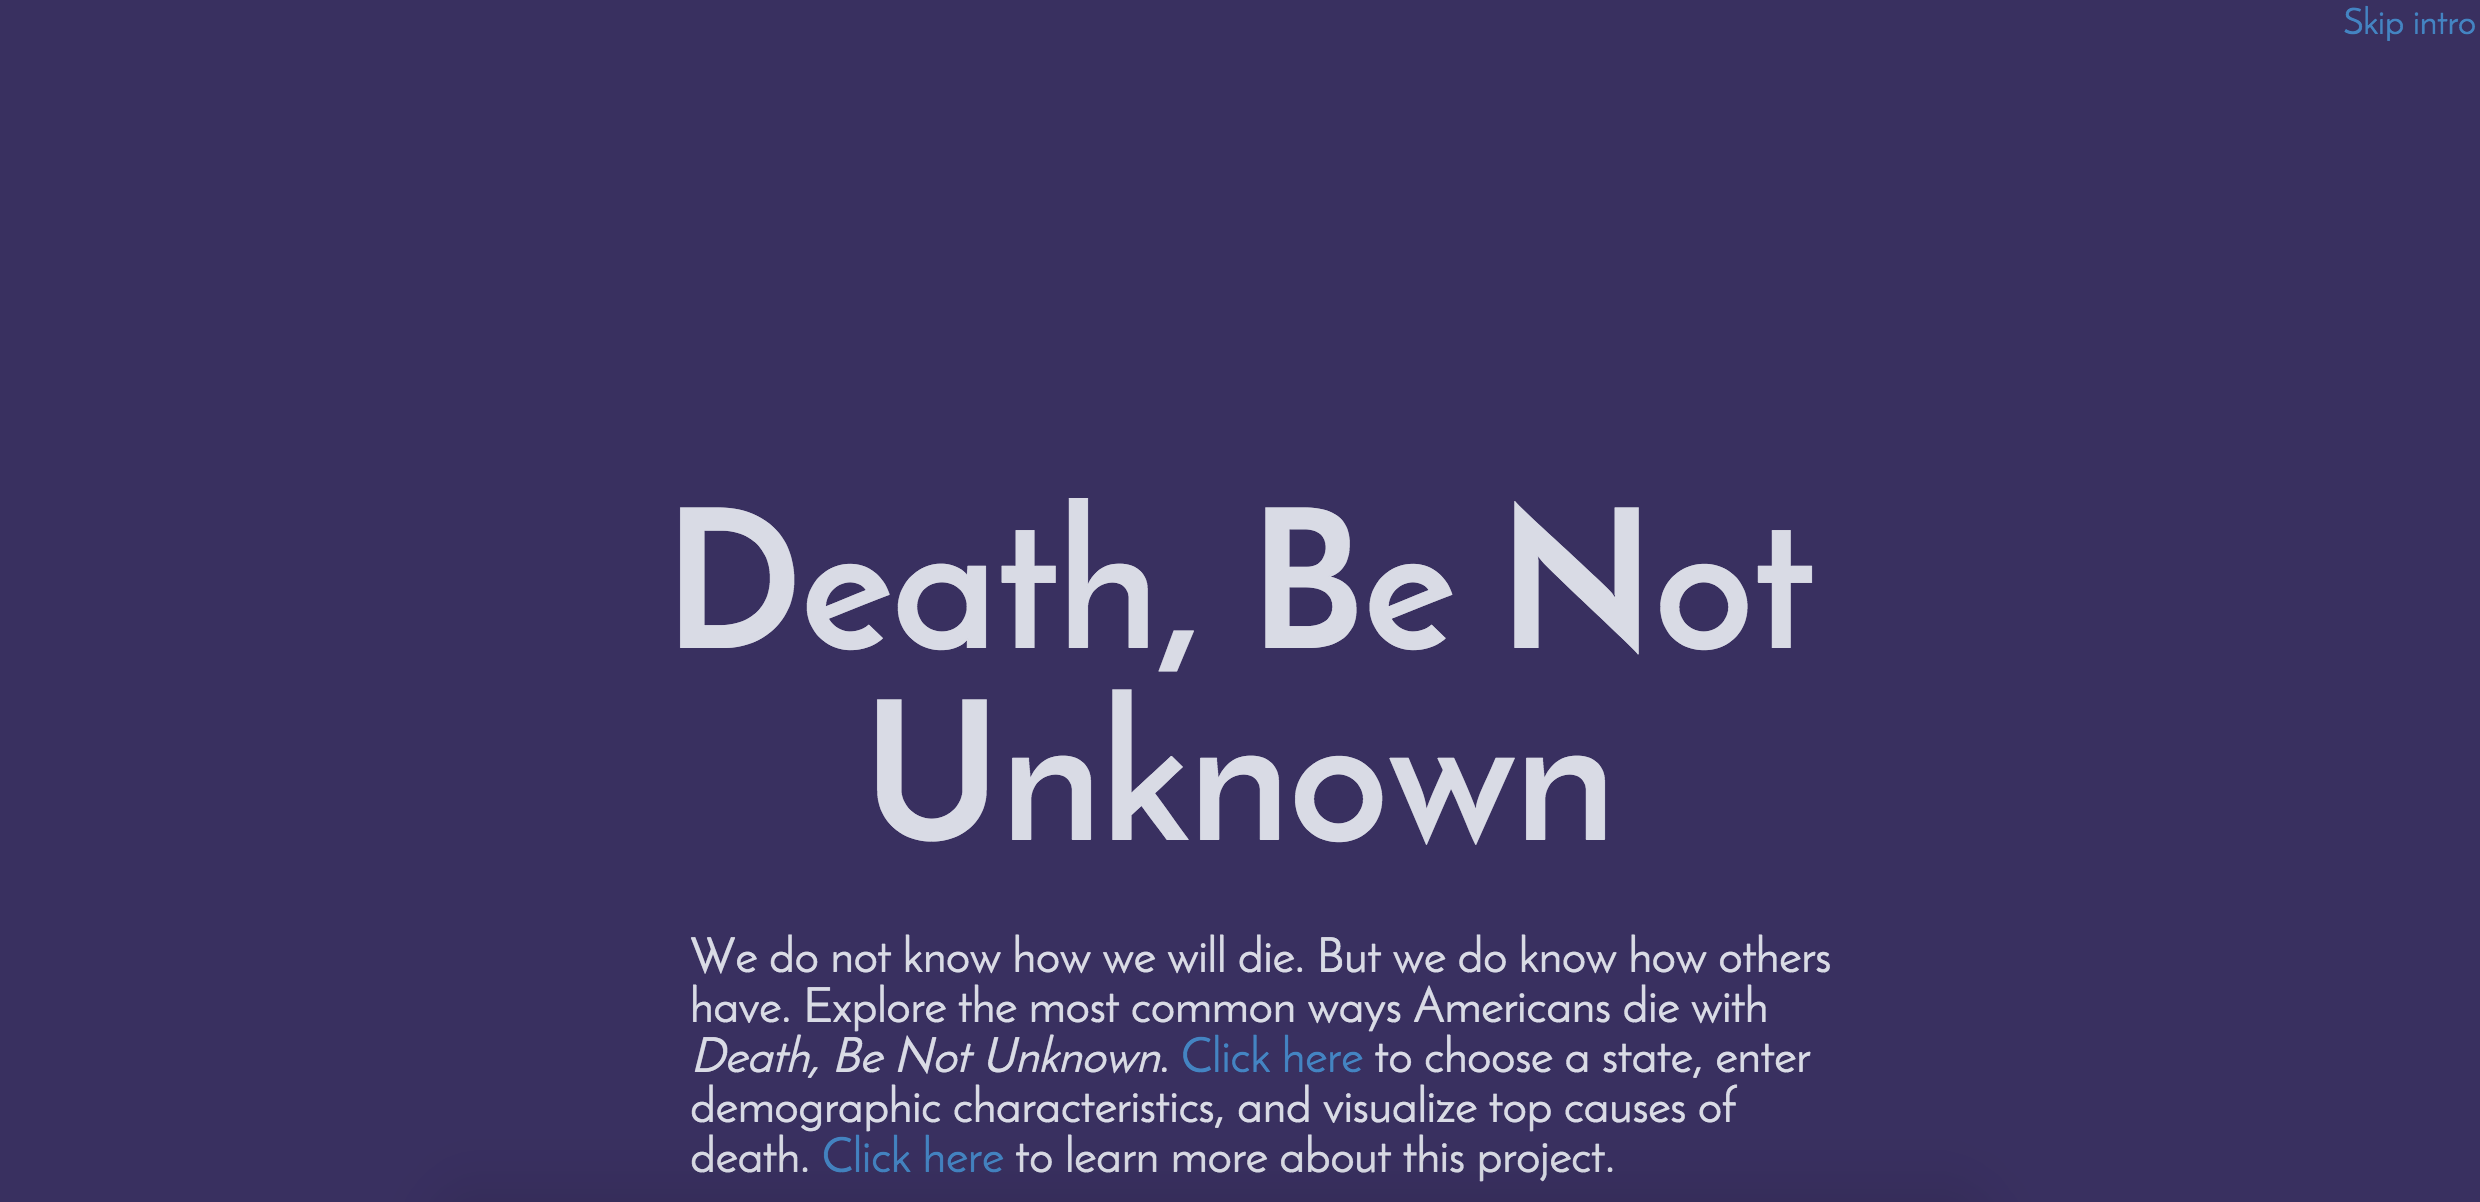 Skip intro
Death, Be Not
Unknown
We do not know how we will die. But we do know how others
have. Explore the most common ways Americans die with
Death, Be Not Unknown. Click here to choose a state, enter
demographic characteristics, and visualize top causes of
death. Click here to learn more about this project.